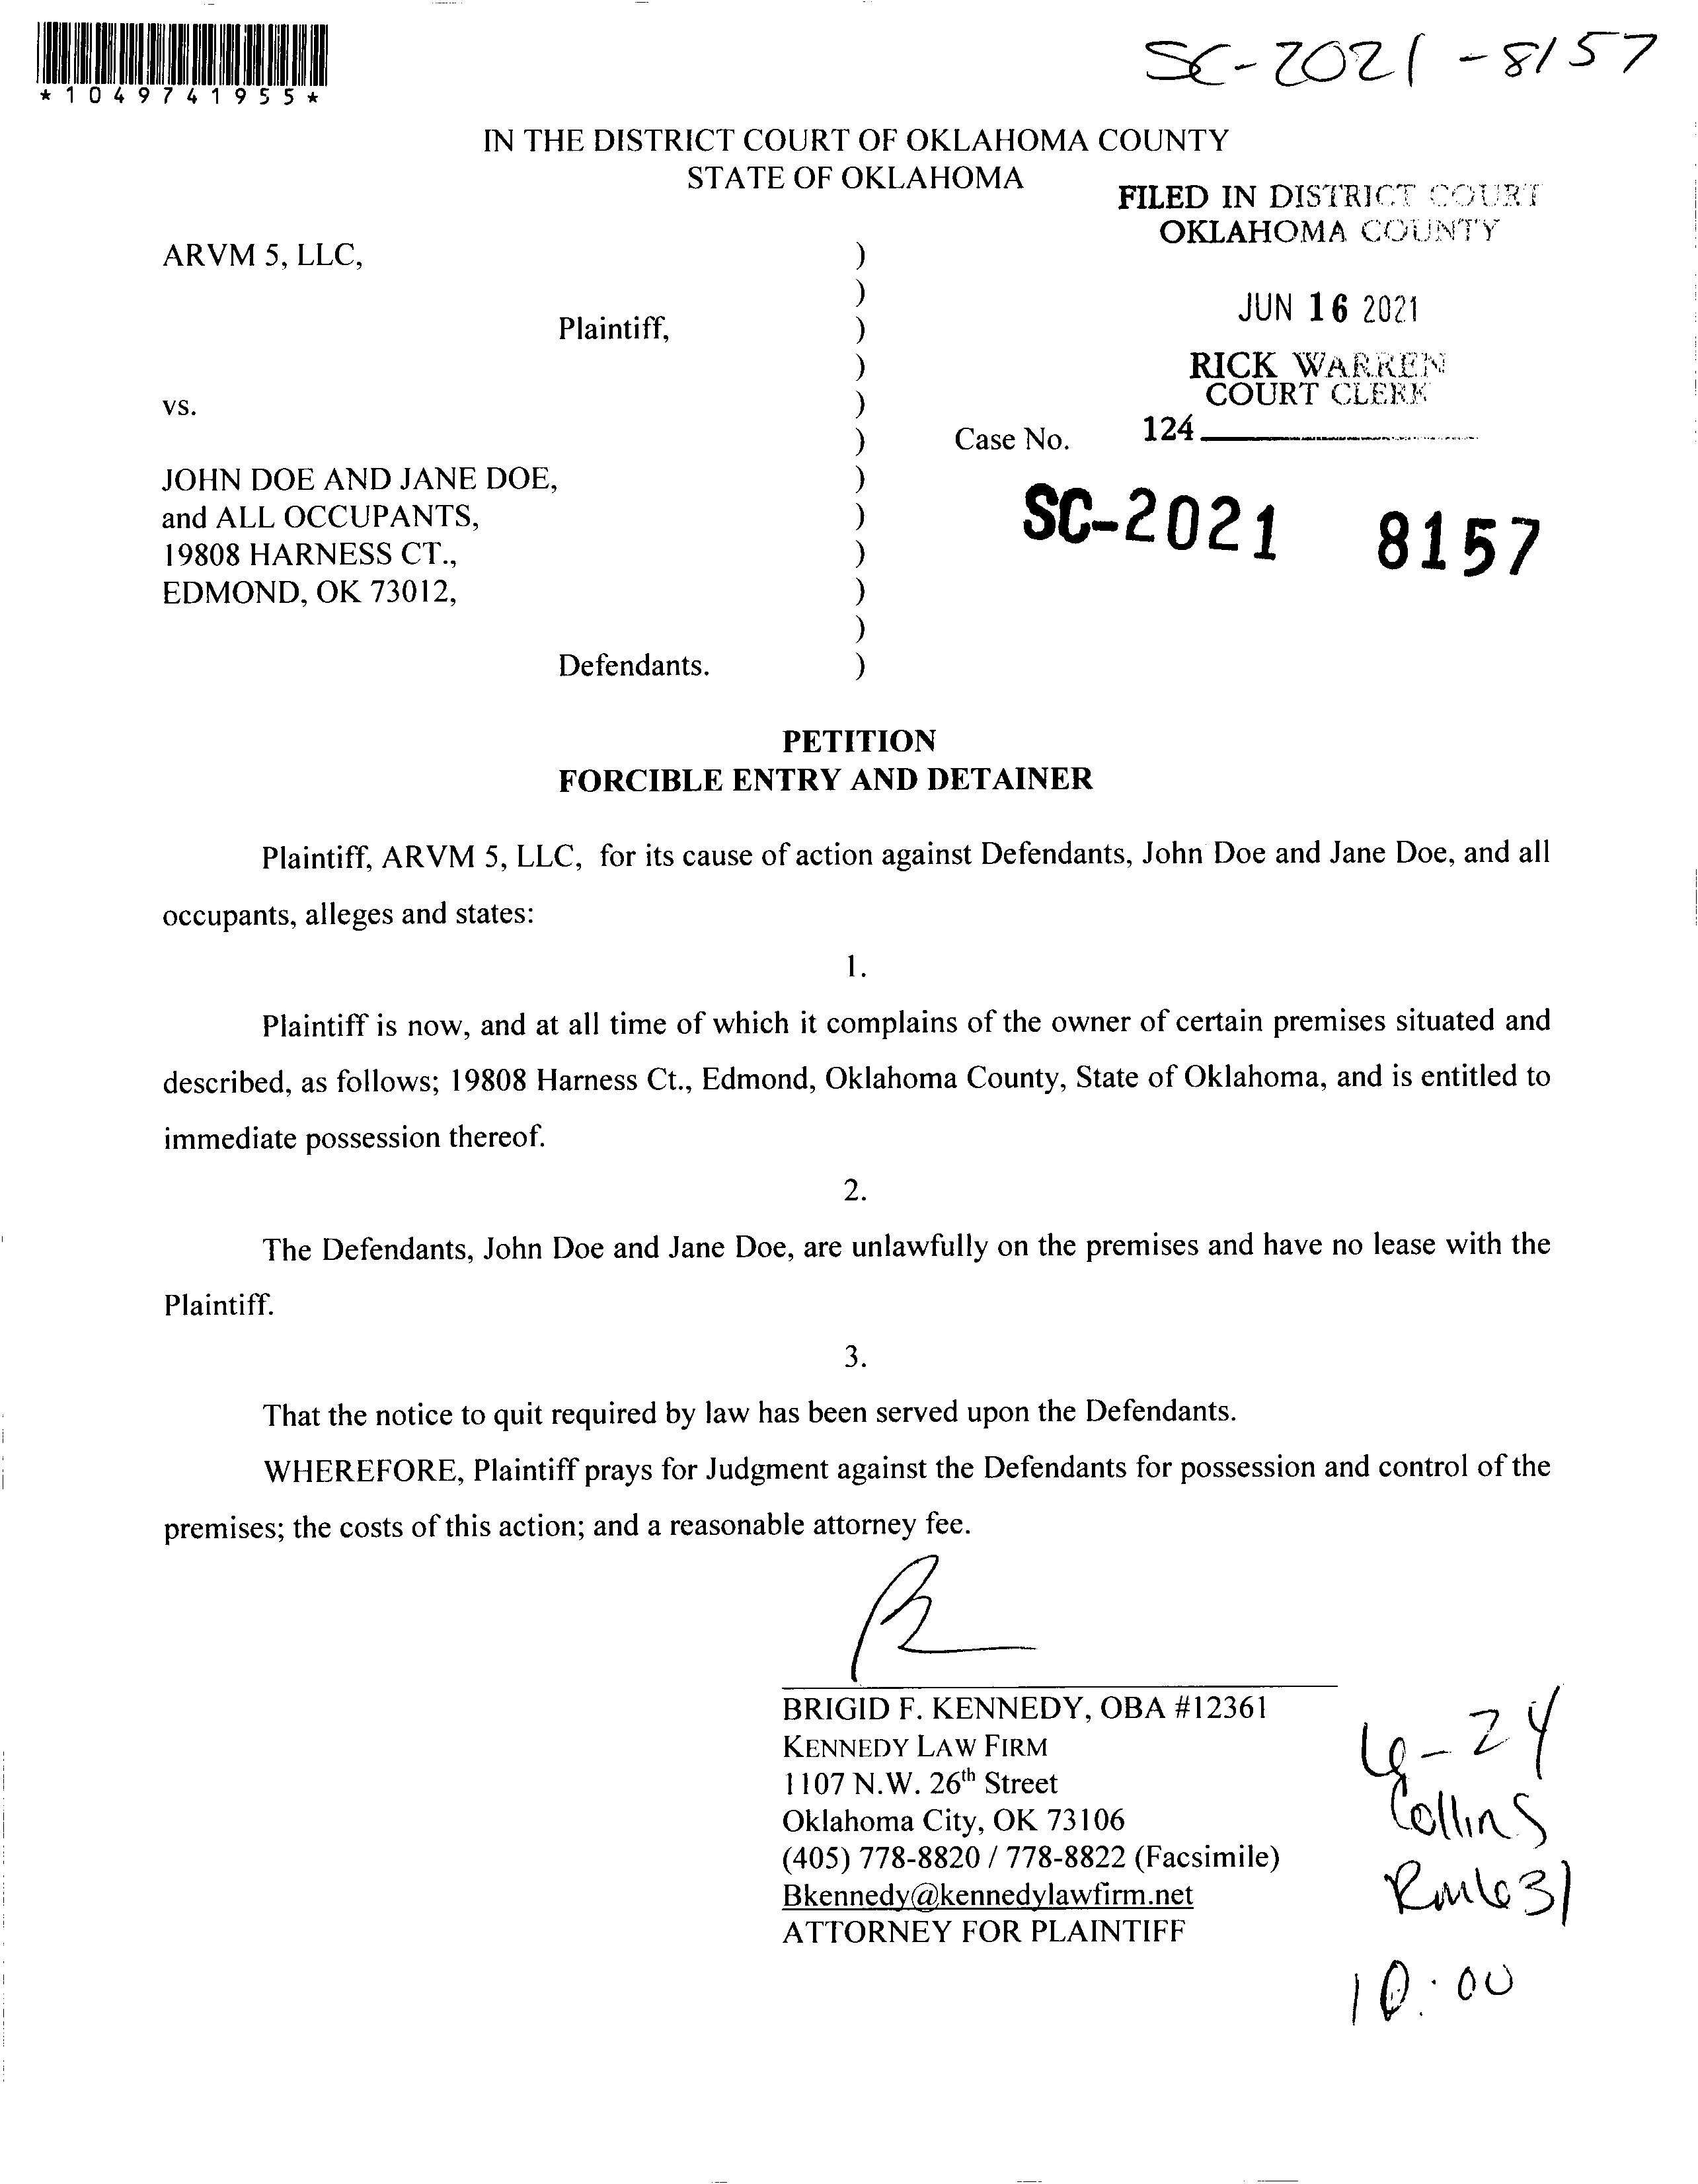 *1049741955*
SC-2021-8157
IN THE DISTRICT COURT OF OKLAHOMA COUNTY
STATE OF OKLAHOMA
FILED IN DISTRICT COURT
OKLAHOMA COUNTY
JUN 16 2021
RICK WARREN
COURT CLERK
124
ARVM 5, LLC, )
)
Plaintiff, )
)
vs. )
) Case No.
JOHN DOE AND JANE DOE, )
and ALL OCCUPANTS, ) SC-2021 8157
19808 HARNESS CT., )
EDMOND, OK 73012, )
)
Defendants. )
PETITION
FORCIBLE ENTRY AND DETAINER
Plaintiff, ARVM 5, LLC, for its cause of action against Defendants, John Doe and Jane Doe, and all
occupants, alleges and states:
1.
Plaintiff is now, and at all time of which it complains of the owner of certain premises situated and
described, as follows; 19808 Harness Ct., Edmond, Oklahoma County, State of Oklahoma, and is entitled to
immediate possession thereof.
2.
The Defendants, John Doe and Jane Doe, are unlawfully on the premises and have no lease with the
Plaintiff.
3.
That the notice to quit required by law has been served upon the Defendants.
WHEREFORE, Plaintiff prays for Judgment against the Defendants for possession and control of the
premises; the costs of this action; and a reasonable attorney fee.
BRIGID F. KENNEDY, OBA #12361
KENNEDY LAW FIRM
1107 N.W. 26th Street
Oklahoma City, OK 73106
(405) 778-8820 / 778-8822 (Facsimile)
Bkennedy@kennedylawfirm.net
ATTORNEY FOR PLAINTIFF
6-24
Collins
10:00